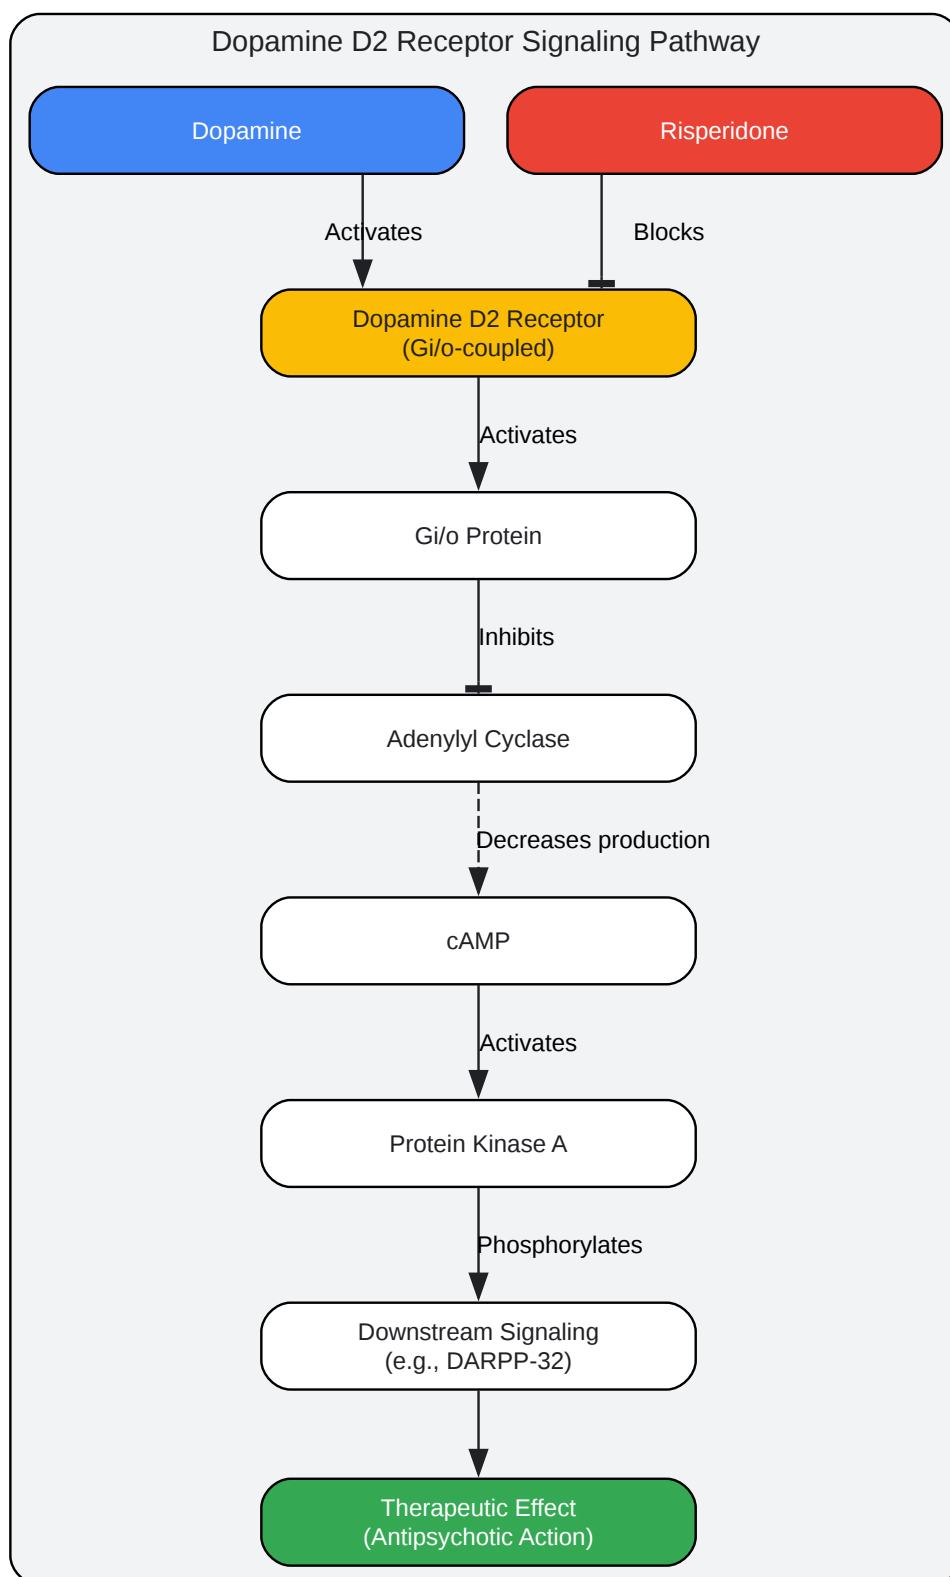 Dopamine D2 Receptor Signaling Pathway
Dopamine
Risperidone
Activates
Blocks
Dopamine D2 Receptor
(Gi/o-coupled)
Activates
Gi/o Protein
Inhibits
Adenylyl Cyclase
Decreases production
cAMP
Activates
Protein Kinase A
Phosphorylates
Downstream Signaling
(e.g., DARPP-32)
Therapeutic Effect
(Antipsychotic Action)